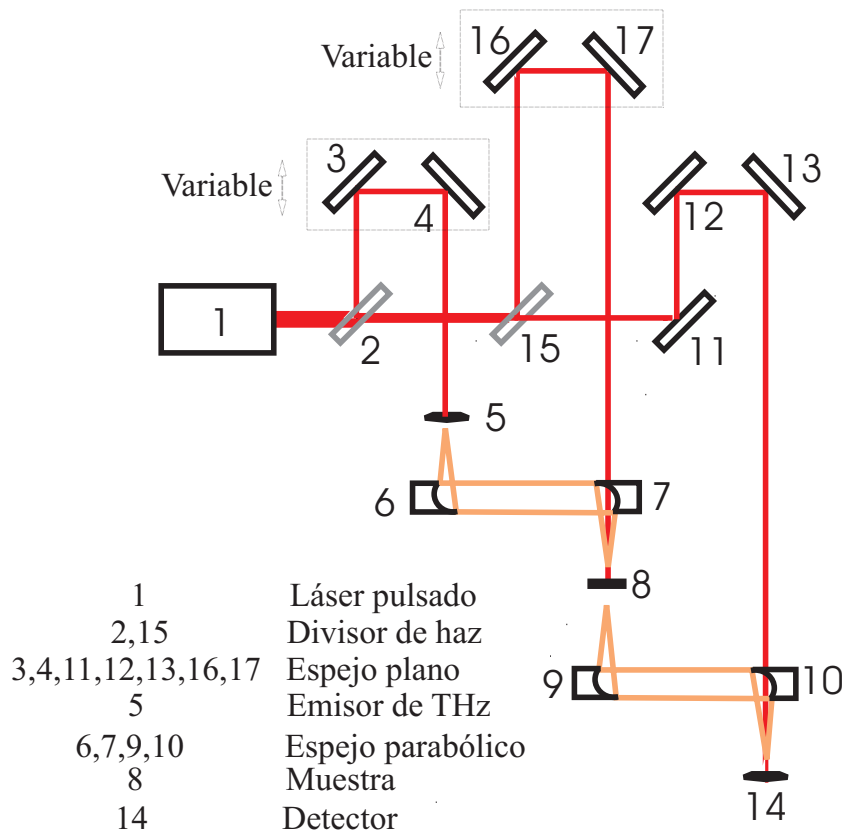 16
17
Variable
3
Variable
4
12
13
1
2
15
11
5
6
7
8
9
10
1 Láser pulsado
2,15 Divisor de haz
3,4,11,12,13,16,17 Espejo plano
5 Emisor de THz
6,7,9,10 Espejo parabólico
8 Muestra
14 Detector
14